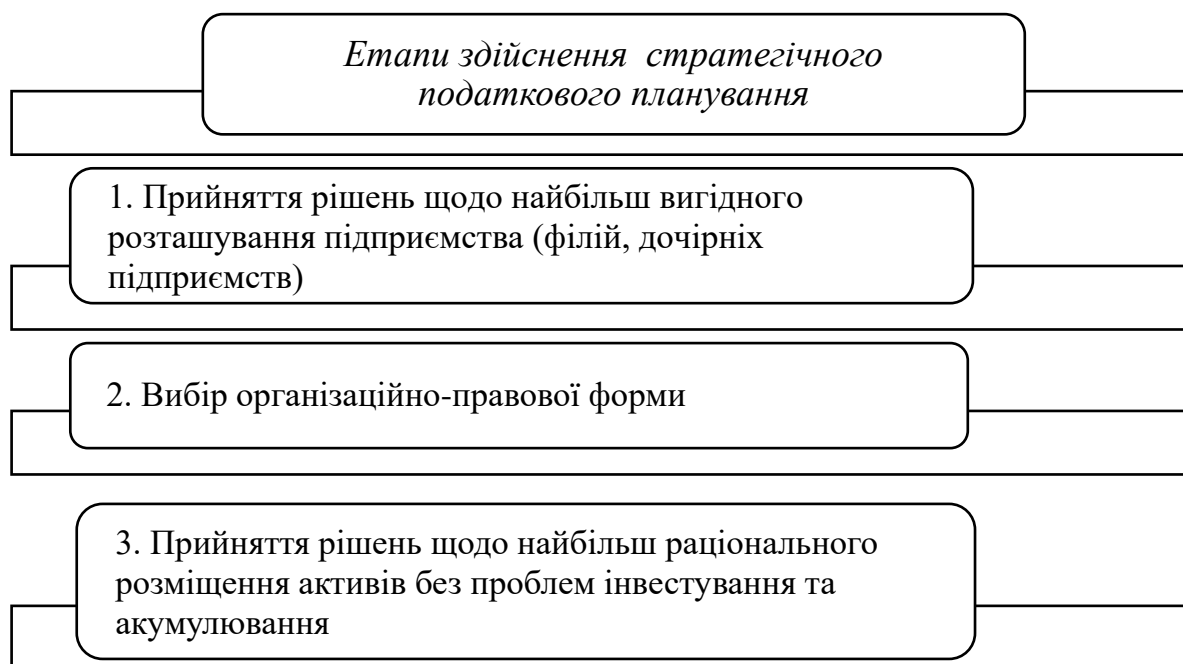 Етапи здійснення стратегічного
податкового планування
1. Прийняття рішень щодо найбільш вигідного
розташування підприємства (філій, дочірніх
підприємств)
2. Вибір організаційно-правової форми
3. Прийняття рішень щодо найбільш раціонального
розміщення активів без проблем інвестування та
акумулювання